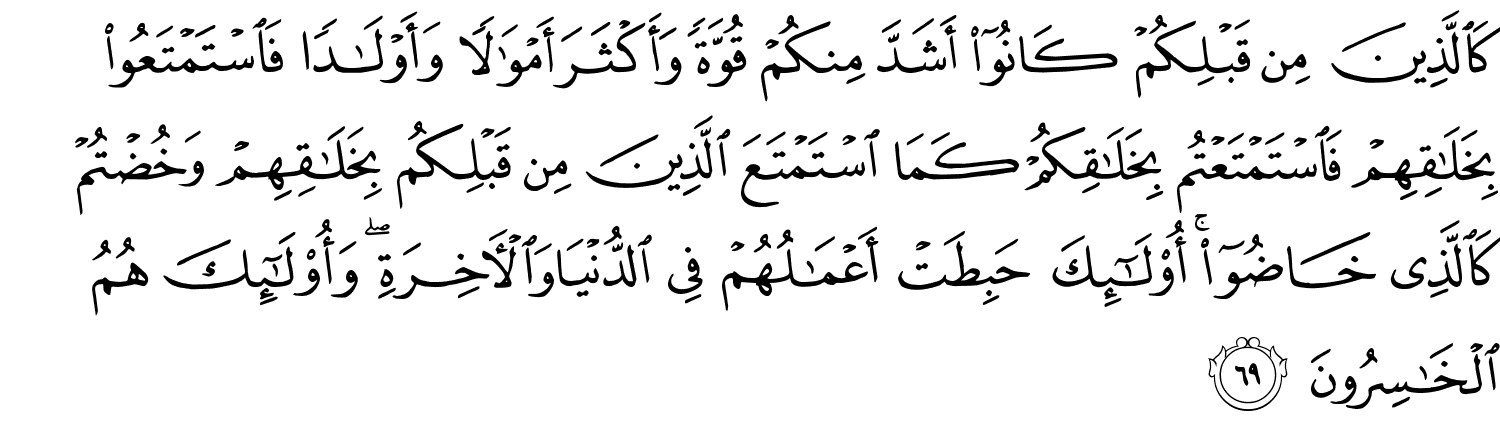 كَٱلَّذِينَ مِن قَبۡلِكُمۡ كَانُوٓاْ أَشَدَّ مِنكُمۡ قُوَّةٗ وَأَكۡثَرَ أَمۡوَٰلٗا وَأَوۡلَٰدٗا فَٱسۡتَمۡتَعُواْ
بِخَلَٰقِهِمۡ فَٱسۡتَمۡتَعۡتُم بِخَلَٰقِكُمۡ كَمَا ٱسۡتَمۡتَعَ ٱلَّذِينَ مِن قَبۡلِكُم بِخَلَٰقِهِمۡ وَخُضۡتُمۡ
كَٱلَّذِي خَاضُوٓاْۚ أُوْلَٰٓئِكَ حَبِطَتۡ أَعۡمَٰلُهُمۡ فِي ٱلدُّنۡيَا وَٱلۡأٓخِرَةِۖ وَأُوْلَٰٓئِكَ هُمُ
ٱلۡخَٰسِرُونَ ٦٩